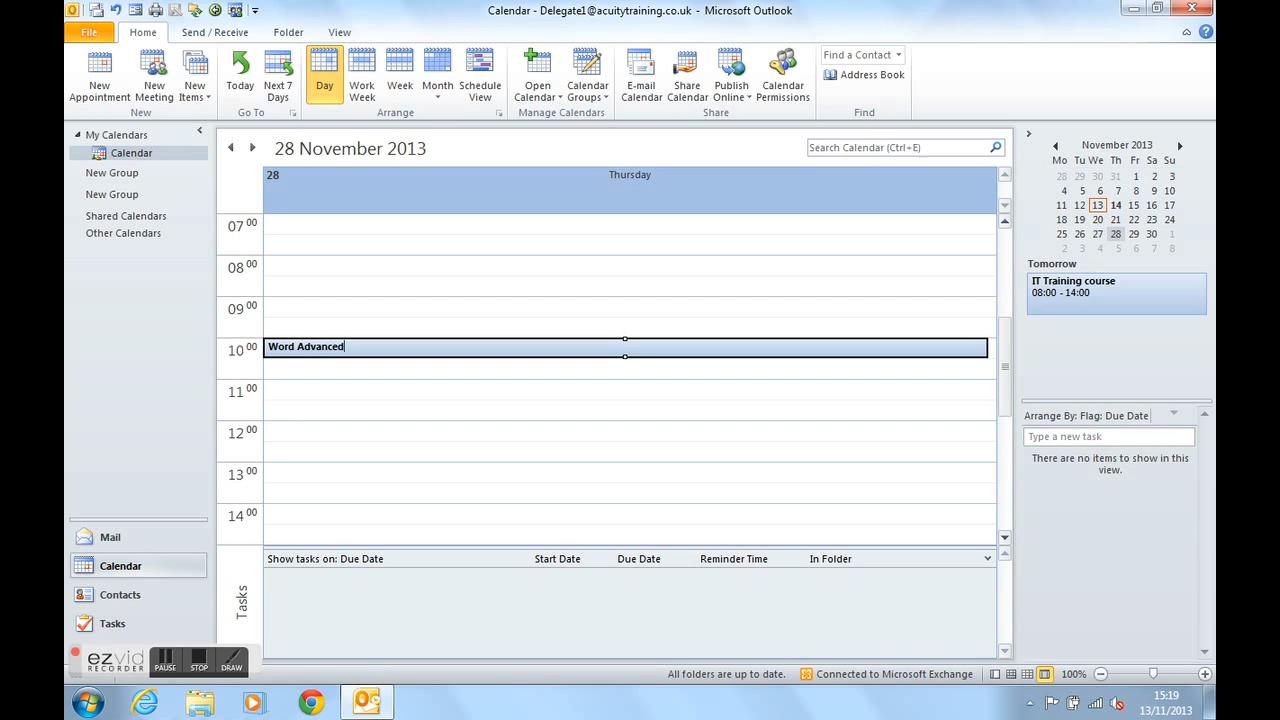 Calendar - Delegate1@acuitytraining.co.uk - Microsoft Outlook
File Home Send / Receive Folder View
New Appointment
New Meeting
New Items
Today
Next 7 Days
Day
Work Week
Week
Month
Schedule View
Open Calendar
Calendar Groups
E-mail Calendar
Share Calendar
Publish Online
Calendar Permissions
Find a Contact
Address Book
New Go To Arrange Manage Calendars Share Find
My Calendars
Calendar
New Group
New Group
Shared Calendars
Other Calendars
Mail
Calendar
Contacts
Tasks
28 November 2013
Search Calendar (Ctrl+E)
28 Thursday
07 00
08 00
09 00
10 00 Word Advanced
11 00
12 00
13 00
14 00
Tasks
Show tasks on: Due Date Start Date Due Date Reminder Time In Folder
November 2013
Mo Tu We Th Fr Sa Su
28 29 30 31 1 2 3
4 5 6 7 8 9 10
11 12 13 14 15 16 17
18 19 20 21 22 23 24
25 26 27 28 29 30 1
2 3 4 5 6 7 8
Tomorrow
IT Training course
08:00 - 14:00
Arrange By: Flag: Due Date
Type a new task
There are no items to show in this
view.
ezvid
RECORDER
PAUSE STOP DRAW
All folders are up to date. Connected to Microsoft Exchange 100%
15:19
13/11/2013